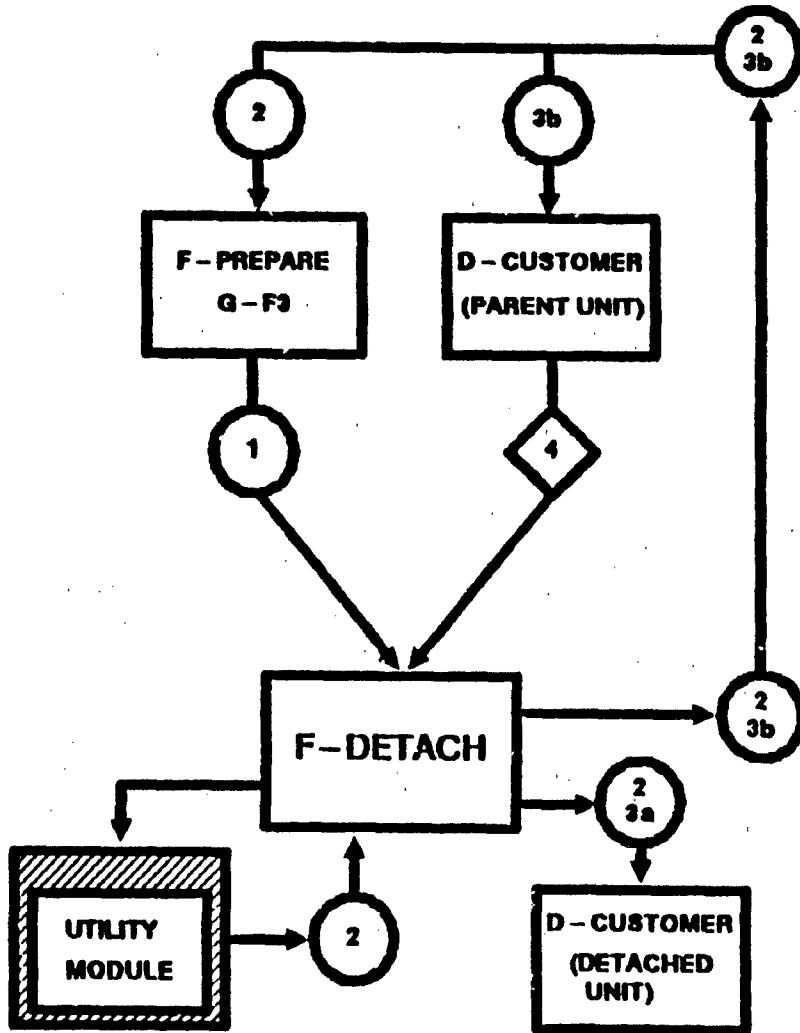 2
3b
2
3b
F – PREPARE
G – F3
D – CUSTOMER
(PARENT UNIT)
1
4
F – DETACH
2
3b
2
3a
UTILITY
MODULE
2
D – CUSTOMER
(DETACHED
UNIT)